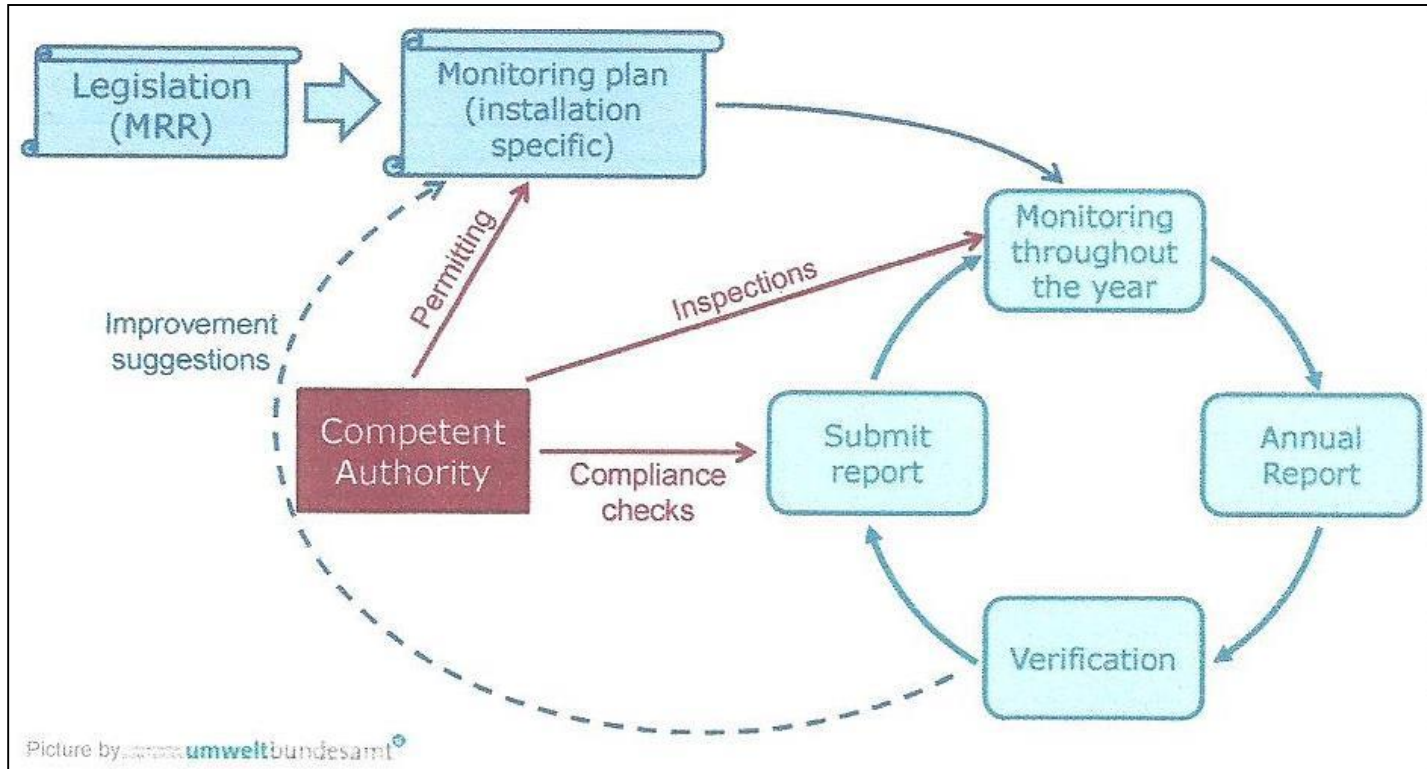 Legislation
(MRR)
Monitoring plan
(installation
specific)
Monitoring
throughout
the year
Permitting
Inspections
Improvement
suggestions
Competent
Authority
Compliance
checks
Submit
report
Annual
Report
Verification
Picture by umweltbundesamt